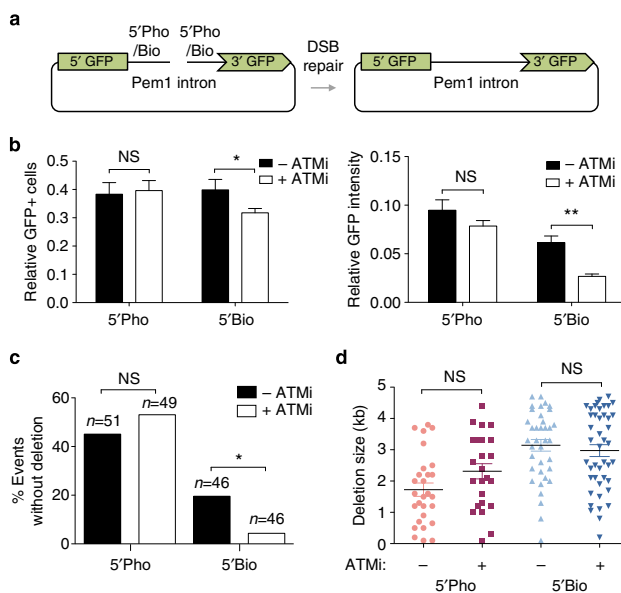 a
5′Pho
/Bio
5′Pho
/Bio
5′ GFP
3′ GFP
Pem1 intron
DSB
repair
5′ GFP
3′ GFP
Pem1 intron
b
Relative GFP+ cells
0.5
0.4
0.3
0.2
0.1
0.0
NS
*
– ATMi
+ ATMi
5′Pho
5′Bio
Relative GFP intensity
0.15
0.10
0.05
0.00
NS
**
– ATMi
+ ATMi
5′Pho
5′Bio
c
% Events
without deletion
60
40
20
0
NS
n=51
n=49
*
n=46
n=46
– ATMi
+ ATMi
5′Pho
5′Bio
d
Deletion size (kb)
5
4
3
2
1
0
NS
NS
ATMi: – + – +
5′Pho
5′Bio